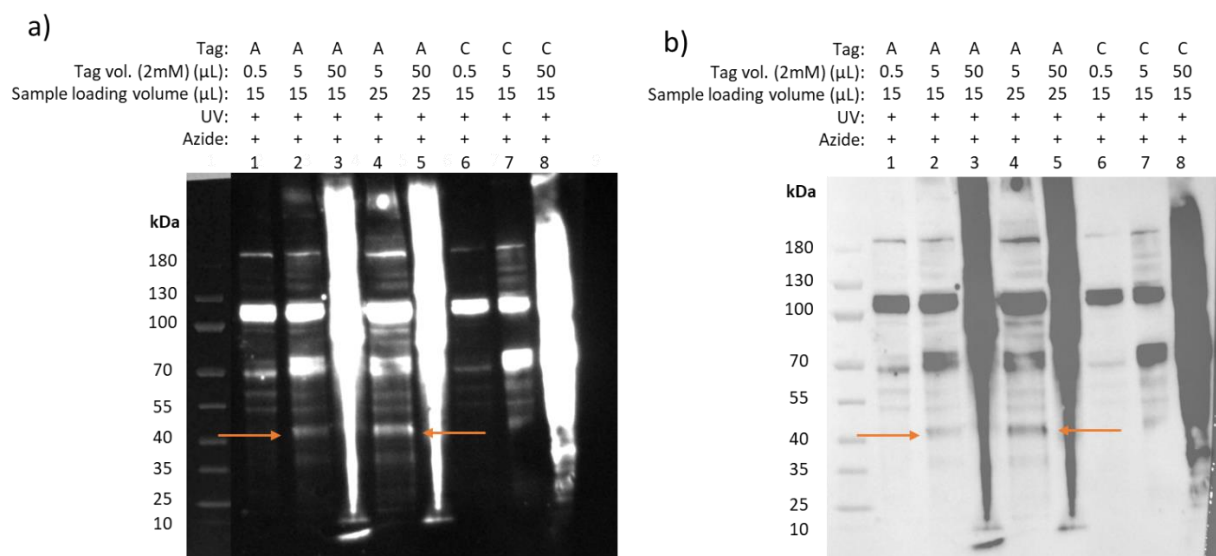 a)
Tag: A A A A A C C C
Tag vol. (2mM) (µL): 0.5 5 50 5 50 0.5 5 50
Sample loading volume (µL): 15 15 15 25 25 15 15 15
UV: + + + + + + + +
Azide: + + + + + + + +
1 2 3 4 5 6 7 8
kDa
180
130
100
70
55
40
35
25
10
b)
Tag: A A A A A C C C
Tag vol. (2mM) (µL): 0.5 5 50 5 50 0.5 5 50
Sample loading volume (µL): 15 15 15 25 25 15 15 15
UV: + + + + + + + +
Azide: + + + + + + + +
1 2 3 4 5 6 7 8
kDa
180
130
100
70
55
40
35
25
10